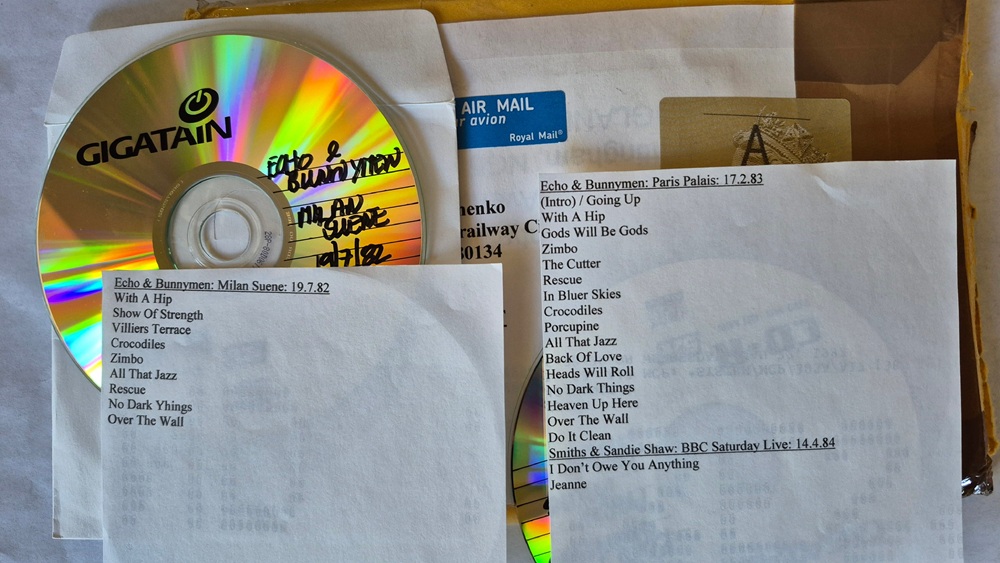 GIGATAIN
ECHO &
BUNNYMEN
MILAN
SUENE
19/7/82
AIR MAIL
par avion
Royal Mail®
A
henko
railway
80134
Echo & Bunnymen: Milan Suene: 19.7.82
With A Hip
Show Of Strength
Villiers Terrace
Crocodiles
Zimbo
All That Jazz
Rescue
No Dark Yhings
Over The Wall
Echo & Bunnymen: Paris Palais: 17.2.83
(Intro) / Going Up
With A Hip
Gods Will Be Gods
Zimbo
The Cutter
Rescue
In Bluer Skies
Crocodiles
Porcupine
All That Jazz
Back Of Love
Heads Will Roll
No Dark Things
Heaven Up Here
Over The Wall
Do It Clean
Smiths & Sandie Shaw: BBC Saturday Live: 14.4.84
I Don't Owe You Anything
Jeanne